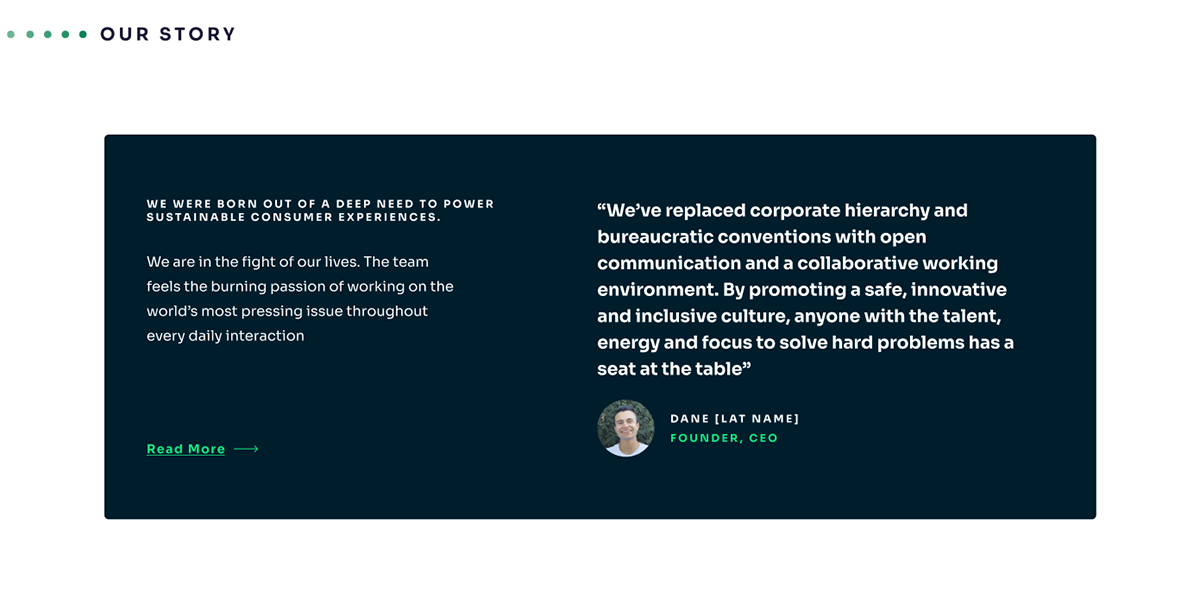 OUR STORY
WE WERE BORN OUT OF A DEEP NEED TO POWER
SUSTAINABLE CONSUMER EXPERIENCES.
We are in the fight of our lives. The team
feels the burning passion of working on the
world’s most pressing issue throughout
every daily interaction
Read More
“We’ve replaced corporate hierarchy and
bureaucratic conventions with open
communication and a collaborative working
environment. By promoting a safe, innovative
and inclusive culture, anyone with the talent,
energy and focus to solve hard problems has a
seat at the table”
DANE [LAT NAME]
FOUNDER, CEO